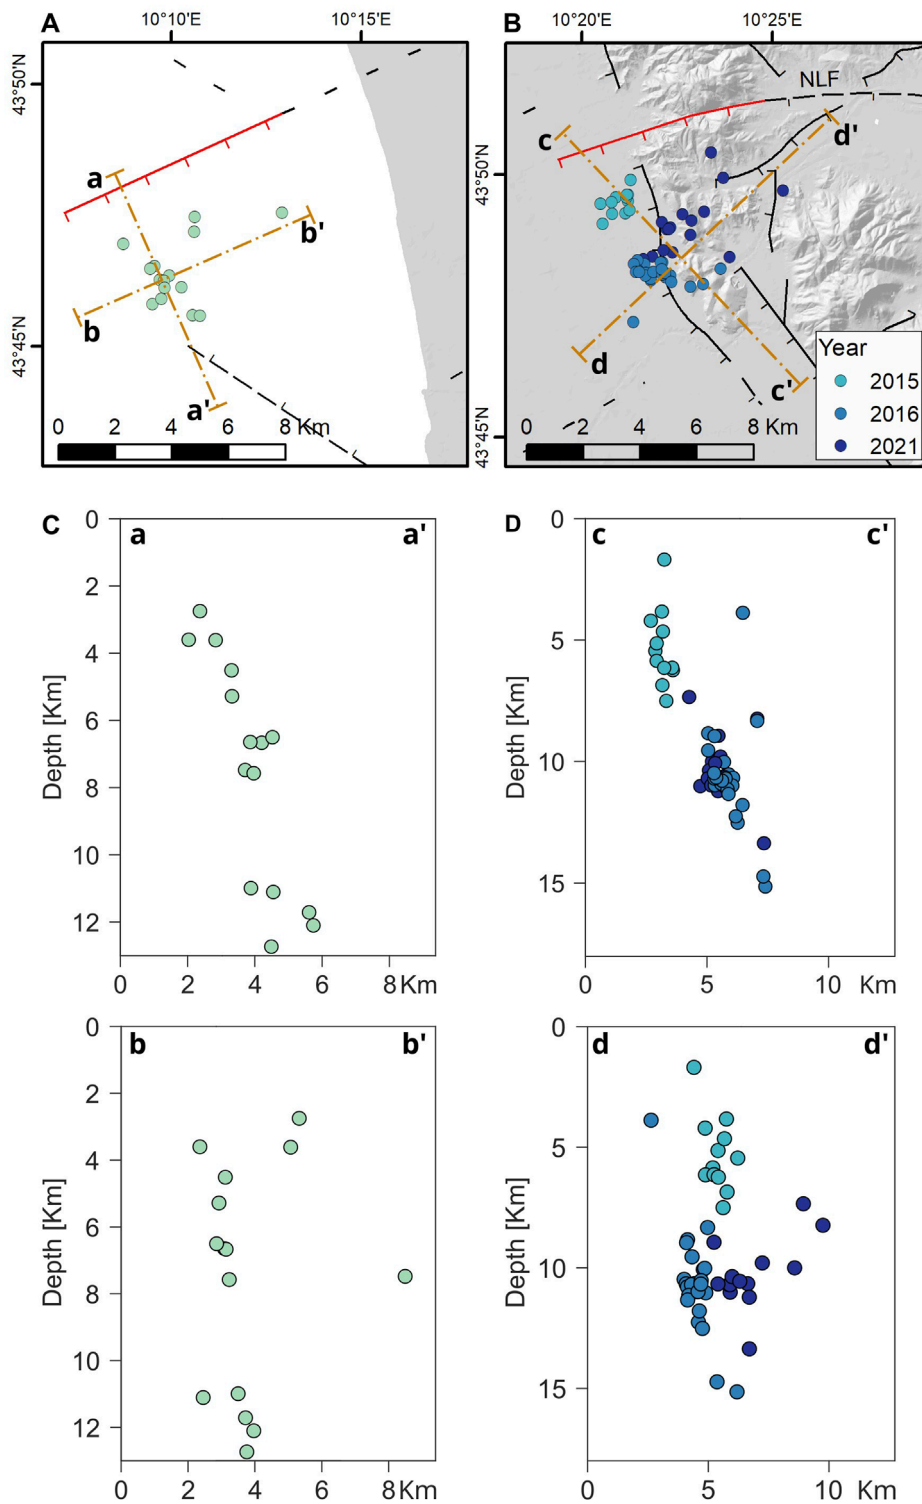 A
10°10'E
10°15'E
43°50'N
43°45'N
a
b'
b
a'
0 2 4 6 8 Km
B
10°20'E
10°25'E
43°50'N
43°45'N
NLF
c
d'
d
c'
0 2 4 6 8 Km
Year
2015
2016
2021
C
a a'
Depth [Km]
0
2
4
6
8
10
12
0 2 4 6 8 Km
D
c c'
Depth [Km]
0
5
10
15
0 5 10 Km
b b'
Depth [Km]
0
2
4
6
8
10
12
0 2 4 6 8 Km
d d'
Depth [Km]
0
5
10
15
0 5 10 Km